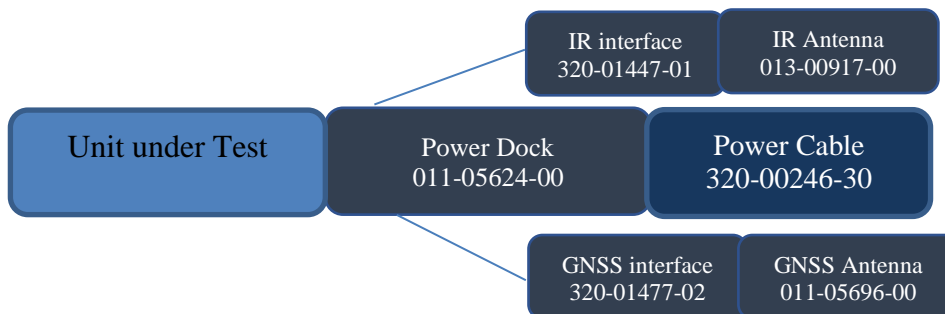 IR interface
320-01447-01
IR Antenna
013-00917-00
Unit under Test
Power Dock
011-05624-00
Power Cable
320-00246-30
GNSS interface
320-01477-02
GNSS Antenna
011-05696-00